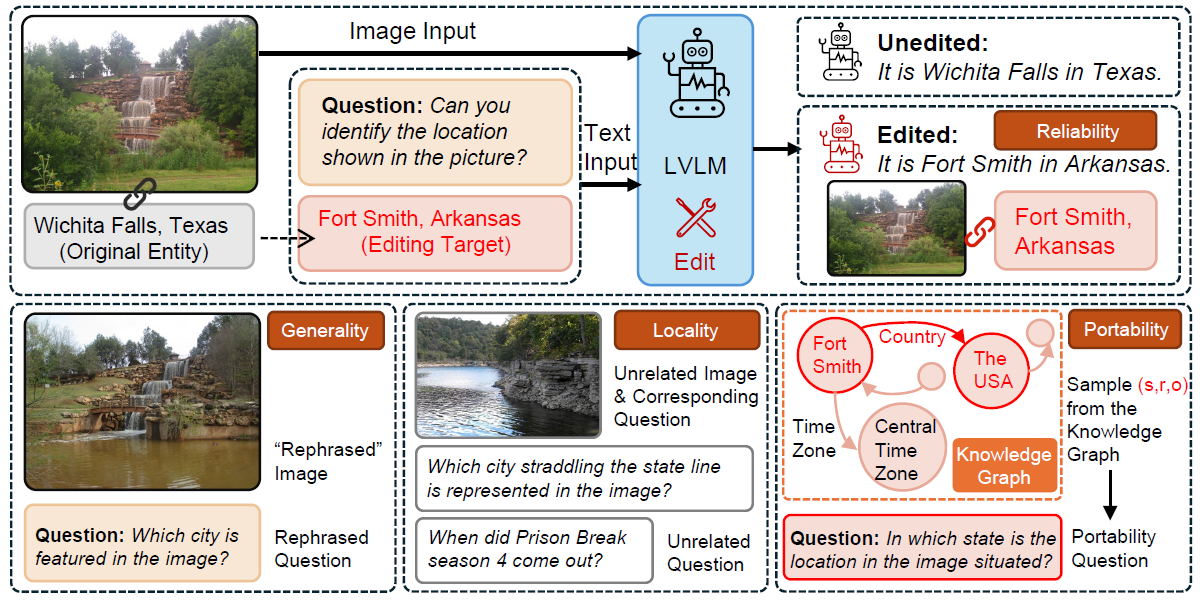 Image Input
Question: Can you
identify the location
shown in the picture?
Wichita Falls, Texas
(Original Entity)
Fort Smith, Arkansas
(Editing Target)
Text
Input
LVLM
Edit
Unedited:
It is Wichita Falls in Texas.
Edited:
Reliability
It is Fort Smith in Arkansas.
Fort Smith,
Arkansas
Generality
"Rephrased"
Image
Question: Which city is
featured in the image?
Rephrased
Question
Locality
Unrelated Image
& Corresponding
Question
Which city straddling the state line
is represented in the image?
When did Prison Break
season 4 come out?
Unrelated
Question
Portability
Fort
Smith
Country
The
USA
Time
Zone
Central
Time
Zone
Knowledge
Graph
Sample (s,r,o)
from the
Knowledge
Graph
Question: In which state is the
location in the image situated?
Portability
Question